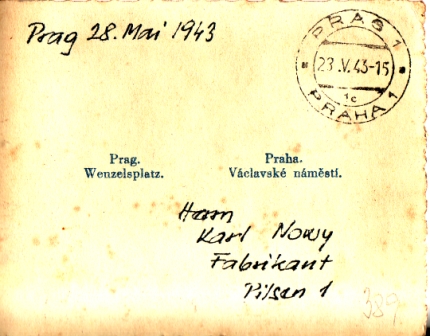 Prag 28. Mai 1943
PRAG 1
23.V.43-15
1c
PRAHA 1
Prag.
Wenzelsplatz.
Praha.
Václavské náměstí.
Karl Nowy
Fabrikant
Pilsen 1
389